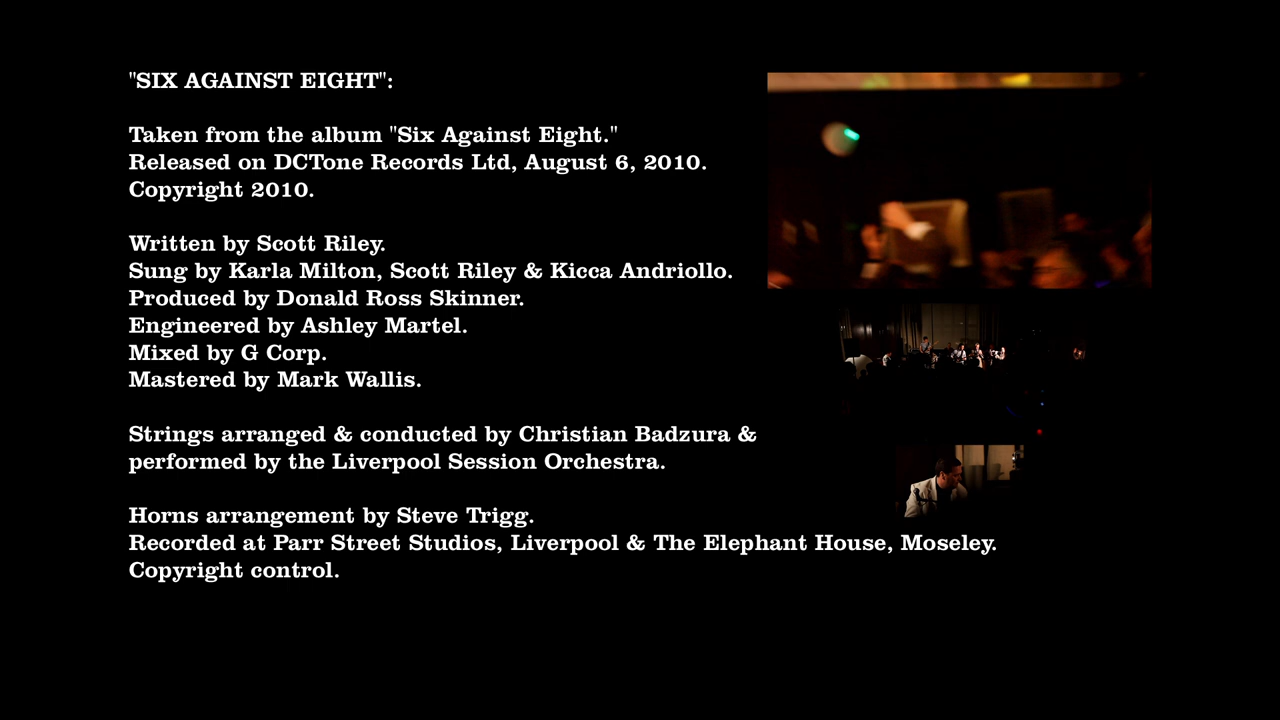 "SIX AGAINST EIGHT":
Taken from the album "Six Against Eight."
Released on DCTone Records Ltd, August 6, 2010.
Copyright 2010.
Written by Scott Riley.
Sung by Karla Milton, Scott Riley & Kicca Andriollo.
Produced by Donald Ross Skinner.
Engineered by Ashley Martel.
Mixed by G Corp.
Mastered by Mark Wallis.
Strings arranged & conducted by Christian Badzura &
performed by the Liverpool Session Orchestra.
Horns arrangement by Steve Trigg.
Recorded at Parr Street Studios, Liverpool & The Elephant House, Moseley.
Copyright control.